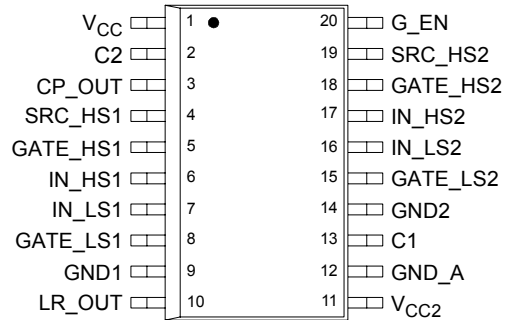 VCC 1 20 G_EN
C2 2 19 SRC_HS2
CP_OUT 3 18 GATE_HS2
SRC_HS1 4 17 IN_HS2
GATE_HS1 5 16 IN_LS2
IN_HS1 6 15 GATE_LS2
IN_LS1 7 14 GND2
GATE_LS1 8 13 C1
GND1 9 12 GND_A
LR_OUT 10 11 VCC2